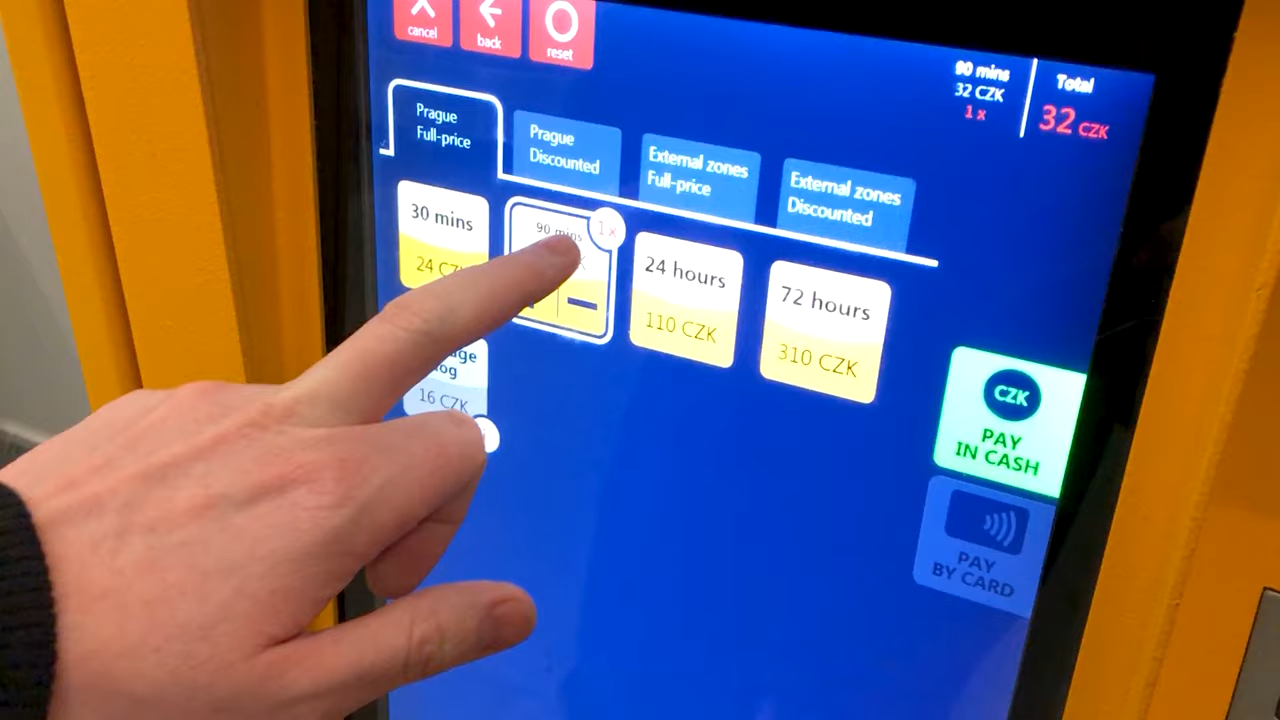 cancel
back
reset
90 mins
32 CZK
1 x
Total
32 CZK
Prague
Full-price
Prague
Discounted
External zones
Full-price
External zones
Discounted
30 mins
24 CZK
90 mins
1 x
24 hours
110 CZK
72 hours
310 CZK
16 CZK
CZK
PAY
IN CASH
PAY
BY CARD